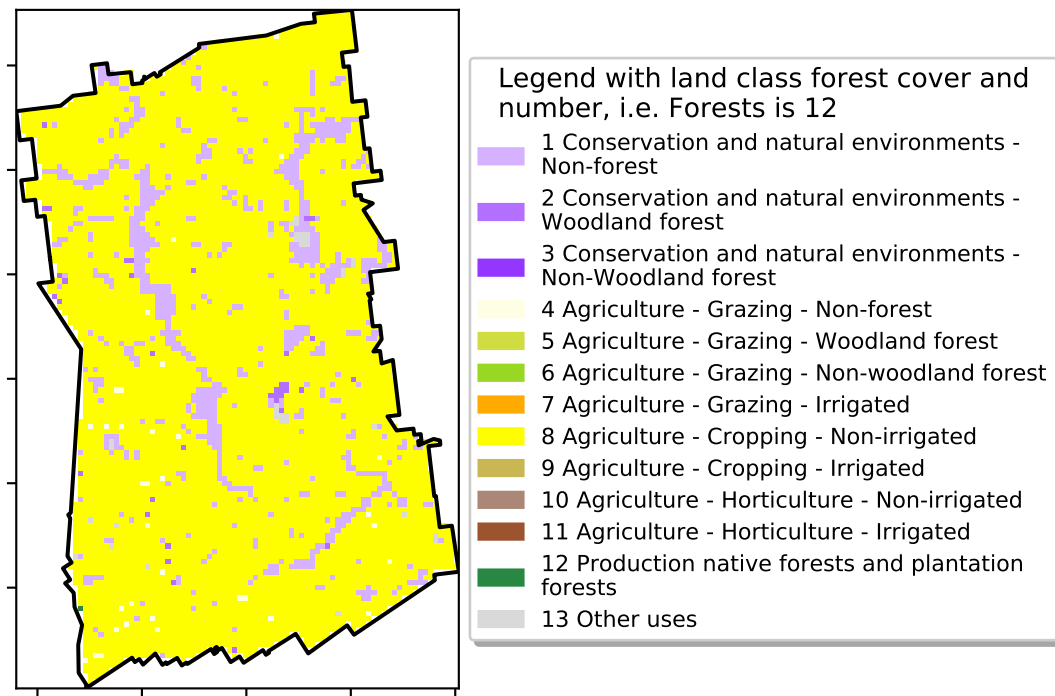 Legend with land class forest cover and
number, i.e. Forests is 12
1 Conservation and natural environments -
Non-forest
2 Conservation and natural environments -
Woodland forest
3 Conservation and natural environments -
Non-Woodland forest
4 Agriculture - Grazing - Non-forest
5 Agriculture - Grazing - Woodland forest
6 Agriculture - Grazing - Non-woodland forest
7 Agriculture - Grazing - Irrigated
8 Agriculture - Cropping - Non-irrigated
9 Agriculture - Cropping - Irrigated
10 Agriculture - Horticulture - Non-irrigated
11 Agriculture - Horticulture - Irrigated
12 Production native forests and plantation
forests
13 Other uses